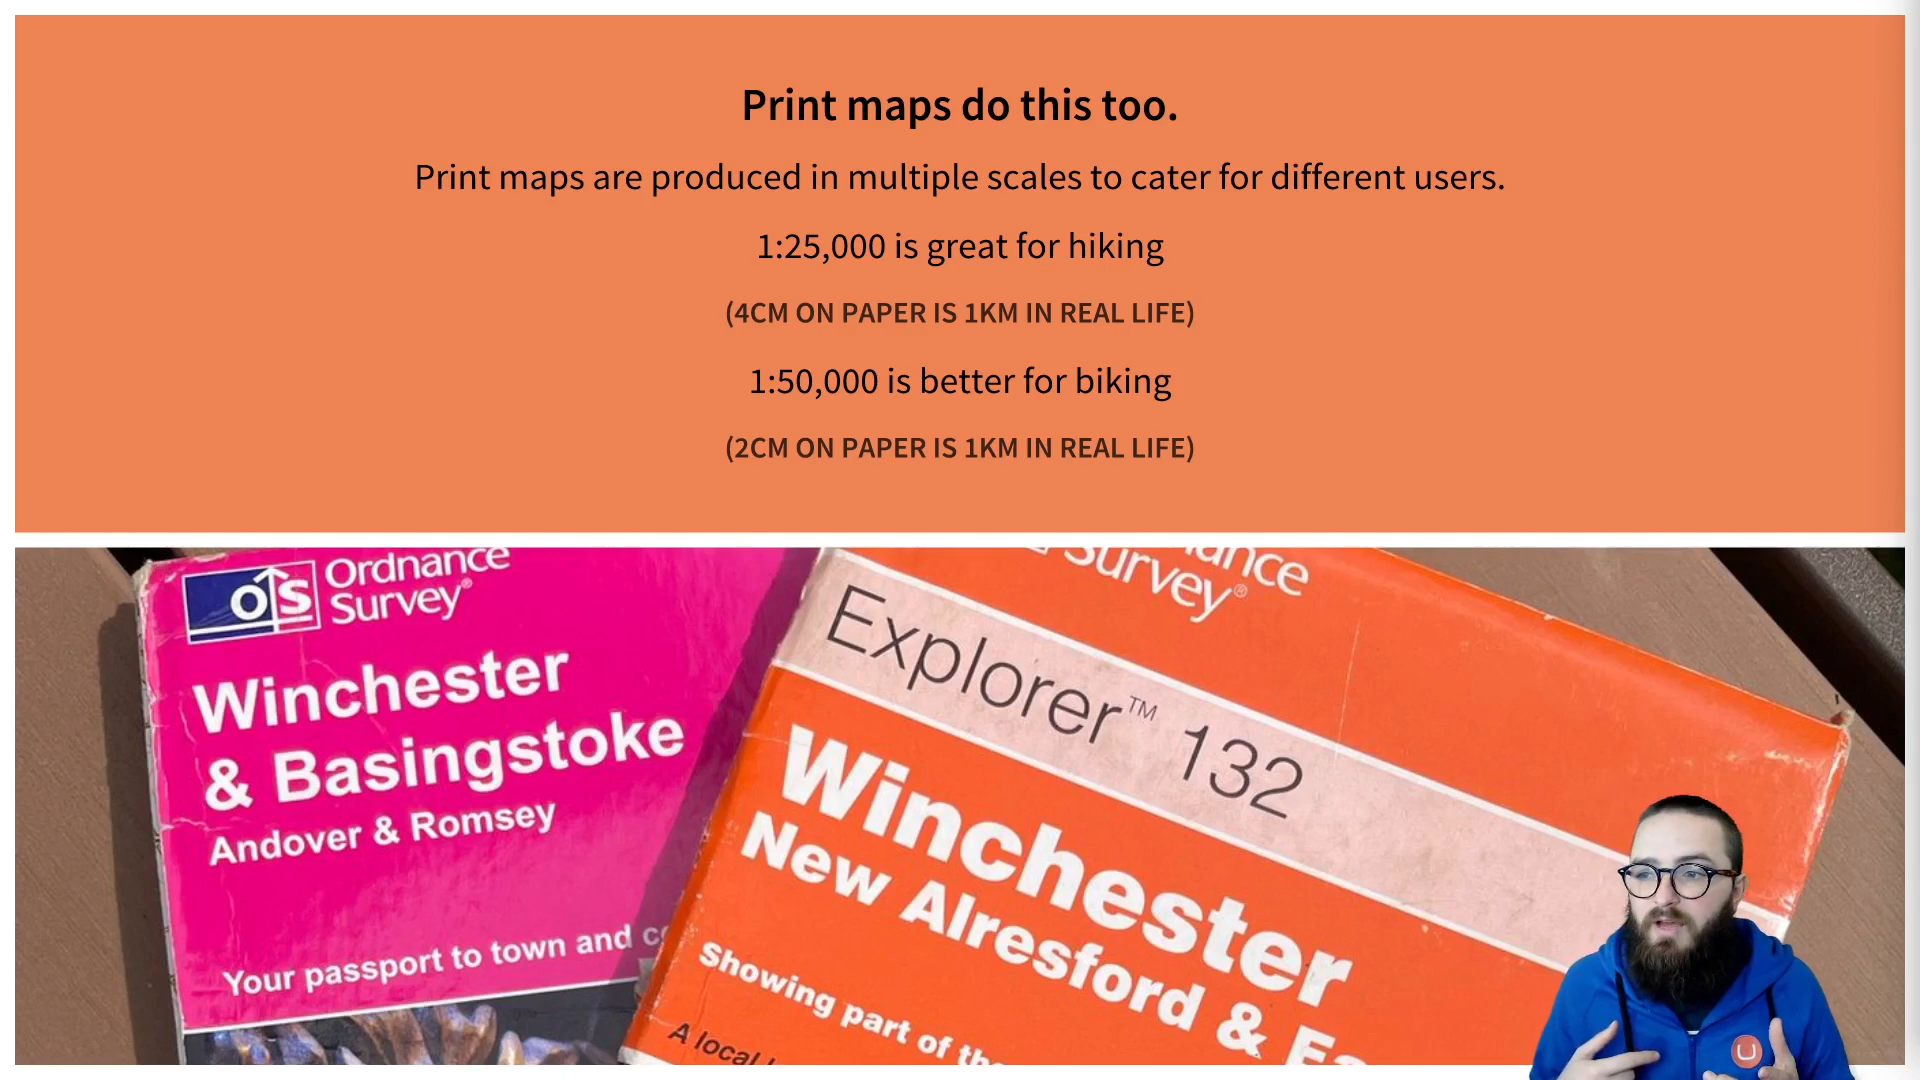 Print maps do this too.
Print maps are produced in multiple scales to cater for different users.
1:25,000 is great for hiking
(4CM ON PAPER IS 1KM IN REAL LIFE)
1:50,000 is better for biking
(2CM ON PAPER IS 1KM IN REAL LIFE)
OS Ordnance
Survey®
Winchester
& Basingstoke
Andover & Romsey
Your passport to town and
Survey®
Explorer™ 132
Winchester
New Alresford &
Showing part of
A local